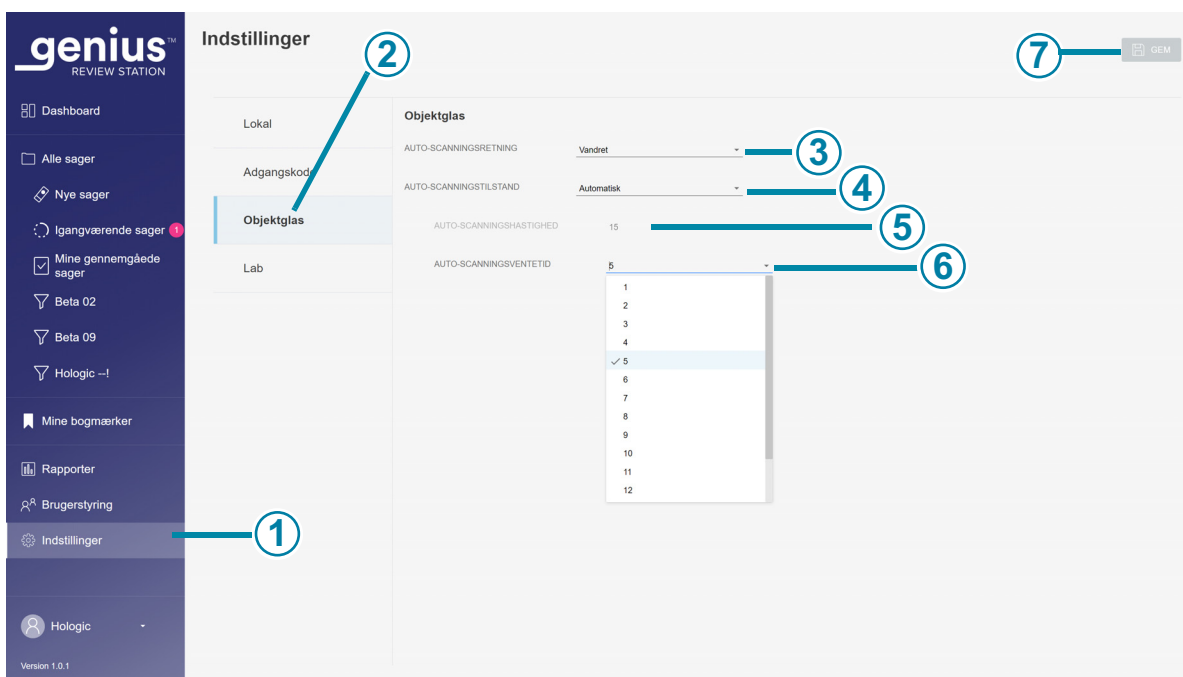 genius™
REVIEW STATION
Dashboard
Alle sager
Nye sager
Igangværende sager 1
Mine gennemgåede
sager
Beta 02
Beta 09
Hologic --!
Mine bogmærker
Rapporter
Brugerstyring
Indstillinger
Hologic
Version 1.0.1
Indstillinger
GEM
Lokal
Adgangskode
Objektglas
Lab
Objektglas
AUTO-SCANNINGSRETNING Vandret
AUTO-SCANNINGSTILSTAND Automatisk
AUTO-SCANNINGSHASTIGHED 15
AUTO-SCANNINGSVENTETID 5
1
2
3
4
5
6
7
8
9
10
11
12
1
2
3
4
5
6
7